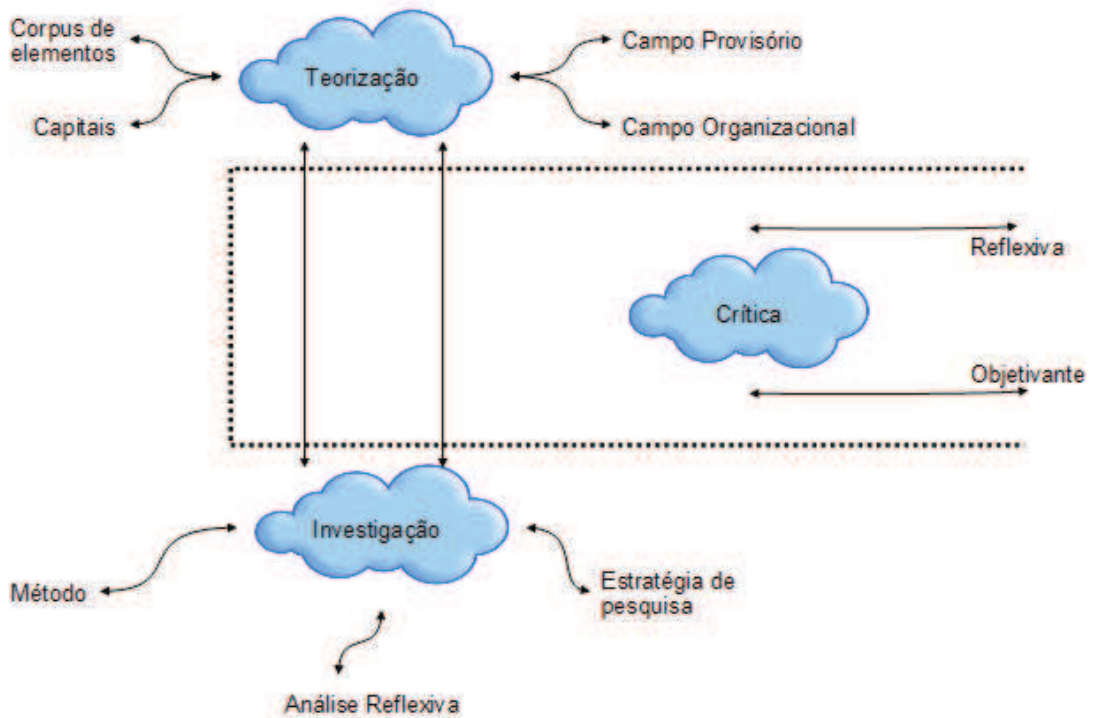 Corpus de
elementos
Teorização
Campo Provisório
Capitais
Campo Organizacional
Reflexiva
Crítica
Objetivante
Investigação
Método
Estratégia de
pesquisa
Análise Reflexiva